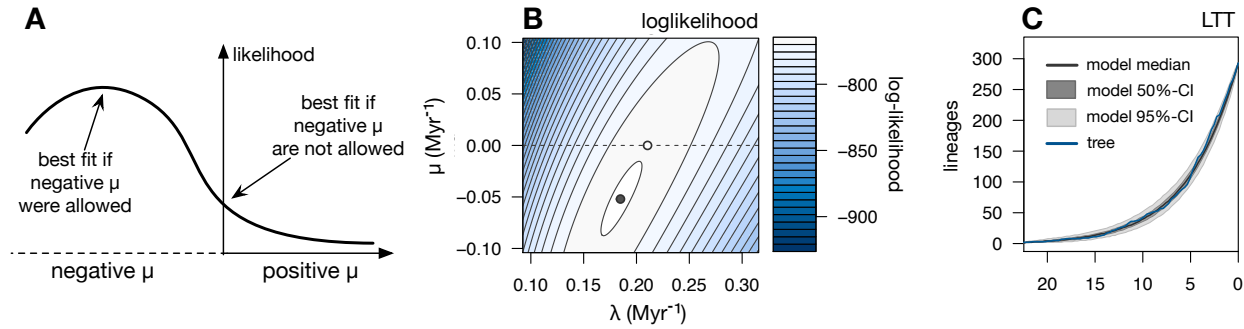 A
likelihood
best fit if
negative μ
were allowed
best fit if
negative μ
are not allowed
negative μ
positive μ
B
loglikelihood
μ (Myr⁻¹)
0.10
0.05
0.00
−0.05
−0.10
0.10
0.15
0.20
0.25
0.30
λ (Myr⁻¹)
−800
−850
−900
log-likelihood
C
LTT
lineages
300
250
200
150
100
50
0
model median
model 50%-CI
model 95%-CI
tree
20
15
10
5
0